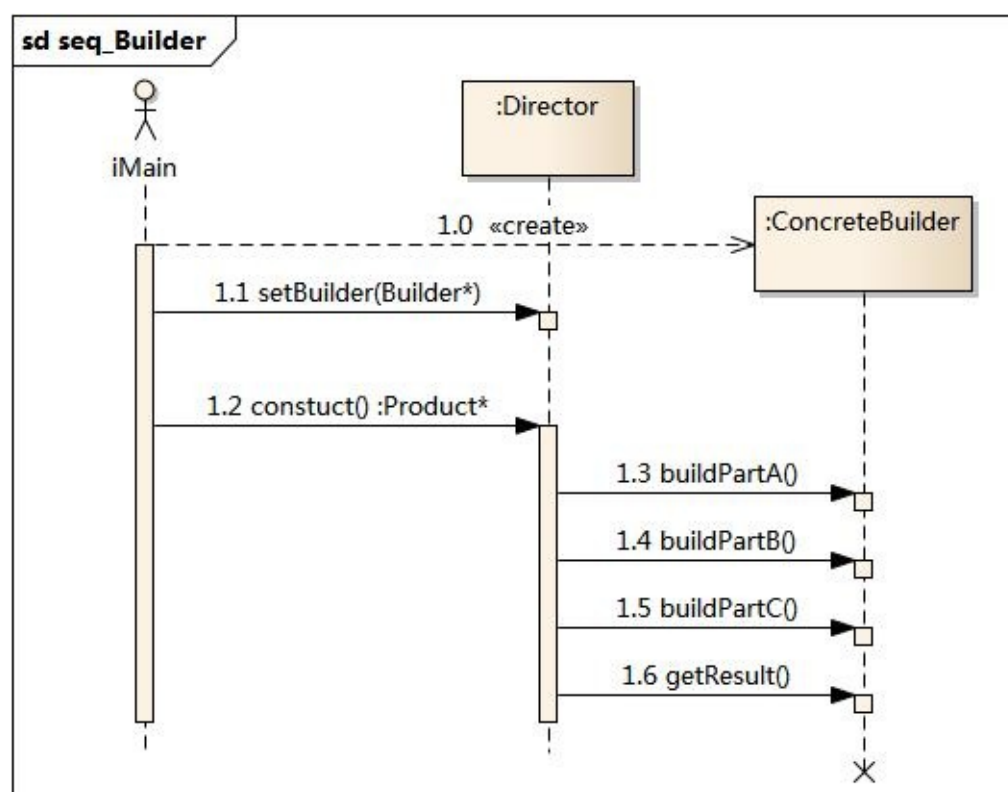 sd seq_Builder
:Director
iMain
:ConcreteBuilder
1.0 «create»
1.1 setBuilder(Builder*)
1.2 constuct() :Product*
1.3 buildPartA()
1.4 buildPartB()
1.5 buildPartC()
1.6 getResult()